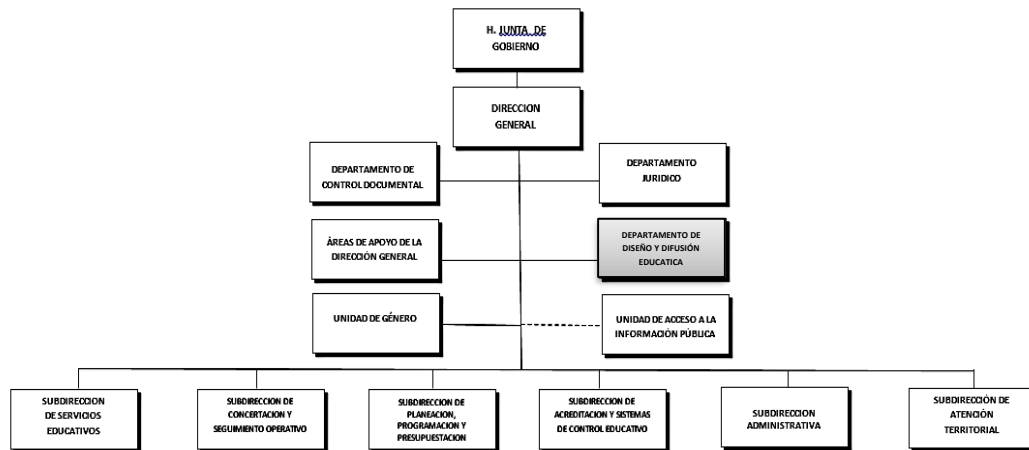 H. JUNTA DE
GOBIERNO
DIRECCION
GENERAL
DEPARTAMENTO DE
CONTROL DOCUMENTAL
DEPARTAMENTO
JURIDICO
ÁREAS DE APOYO DE LA
DIRECCIÓN GENERAL
DEPARTAMENTO DE
DISEÑO Y DIFUSIÓN
EDUCATICA
UNIDAD DE GÉNERO
UNIDAD DE ACCESO A LA
INFORMACIÓN PÚBLICA
SUBDIRECCION
DE SERVICIOS
EDUCATIVOS
SUBDIRECCION DE
CONCERTACION Y
SEGUIMIENTO OPERATIVO
SUBDIRECCION DE
PLANEACION,
PROGRAMACION Y
PRESUPUESTACION
SUBDIRECCION DE
ACREDITACION Y SISTEMAS
DE CONTROL EDUCATIVO
SUBDIRECCION
ADMINISTRATIVA
SUBDIRECCIÓN DE
ATENCIÓN
TERRITORIAL